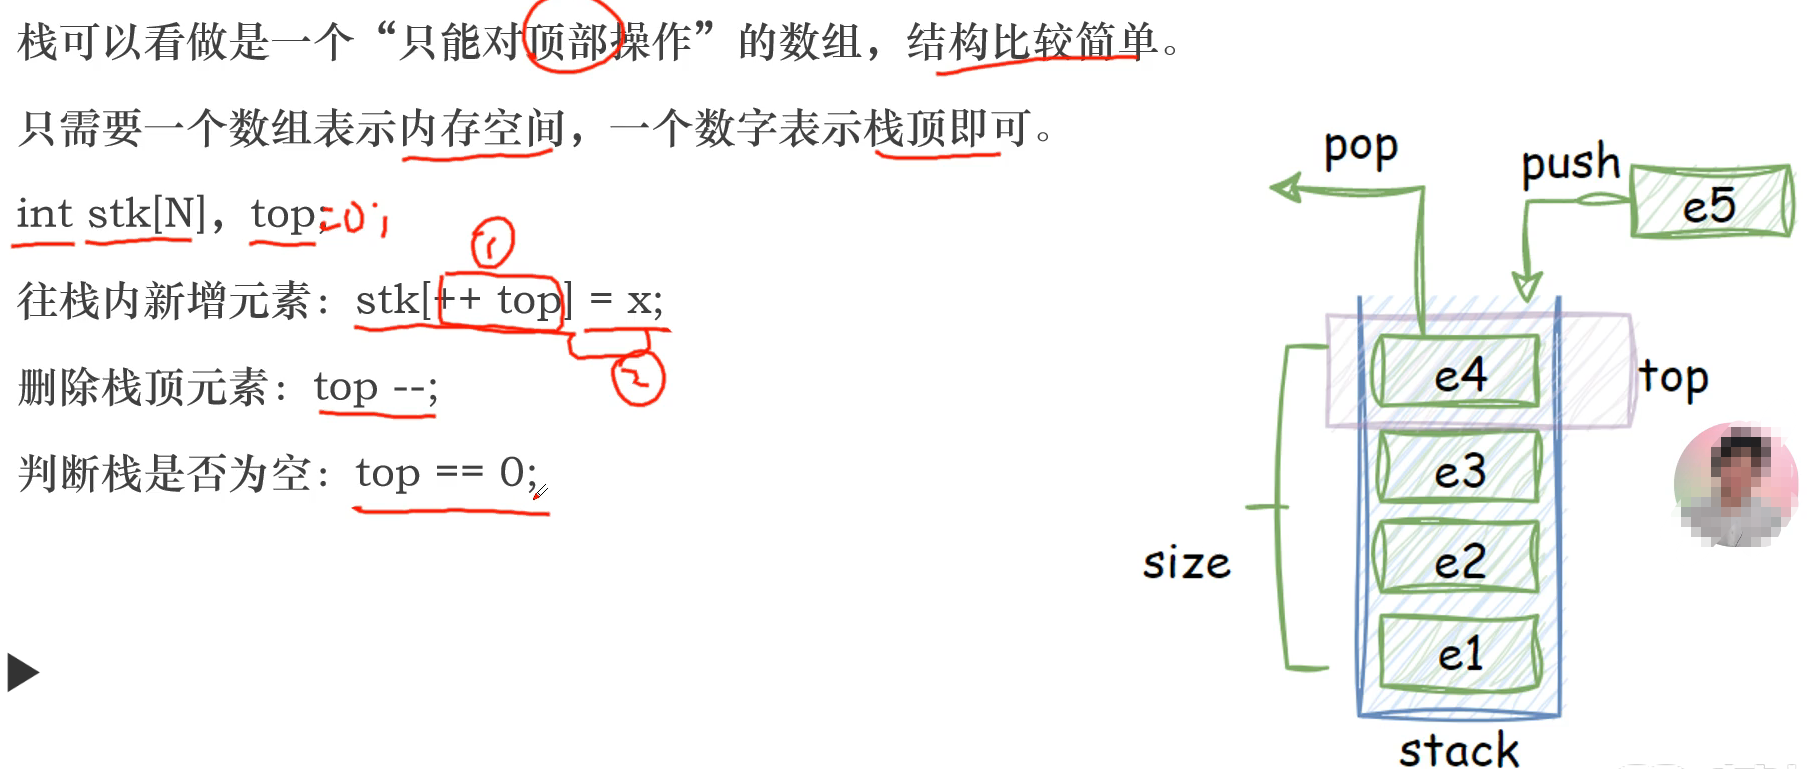 栈可以看做是一个“只能对顶部操作”的数组，结构比较简单。
只需要一个数组表示内存空间，一个数字表示栈顶即可。
int stk[N]，top;=0;
①
往栈内新增元素：stk[++ top] = x;
②
删除栈顶元素：top --;
判断栈是否为空：top == 0;
pop
push
e5
e4
top
e3
e2
size
e1
stack